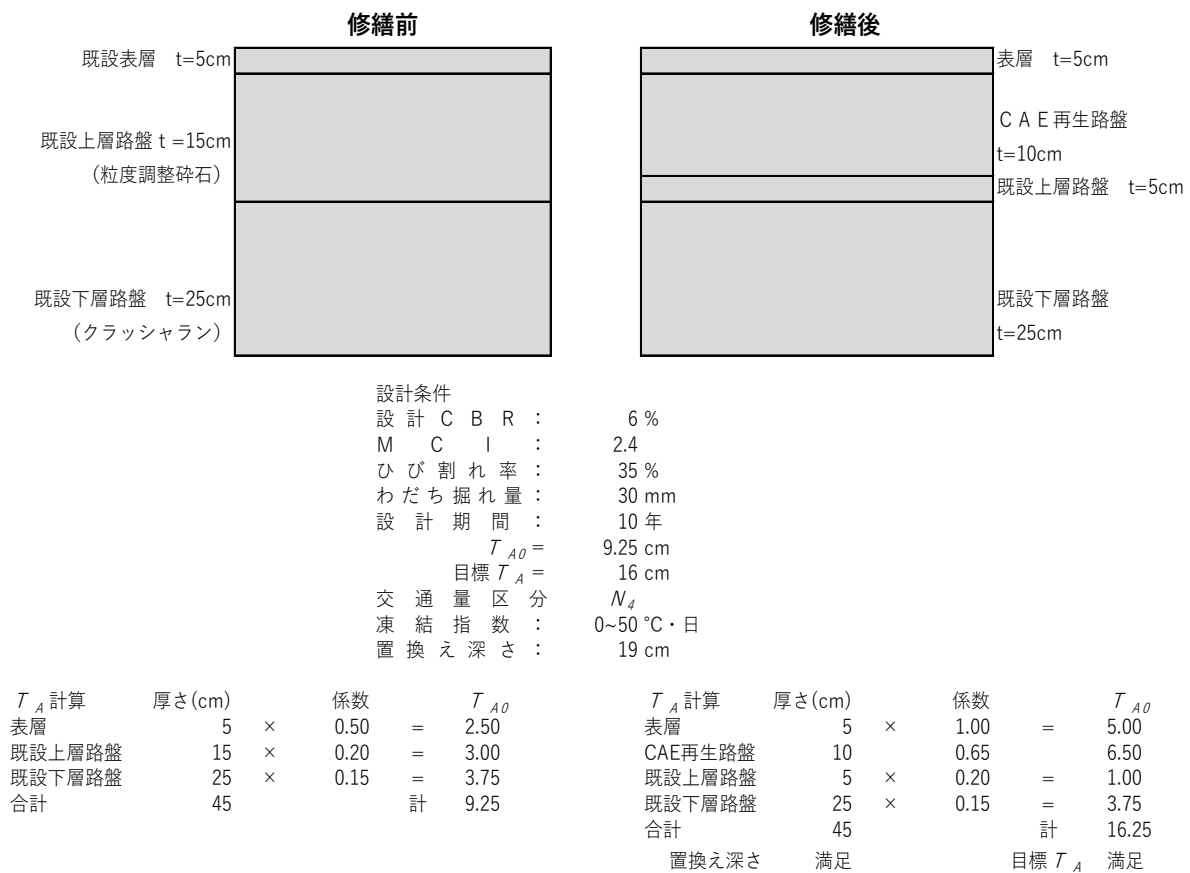 修繕前
既設表層　t=5cm
既設上層路盤 t =15cm
（粒度調整砕石）
既設下層路盤　t=25cm
（クラッシャラン）
修繕後
表層　t=5cm
ＣＡＥ再生路盤
t=10cm
既設上層路盤　t=5cm
既設下層路盤
t=25cm
設計条件
設計ＣＢＲ： 6 %
ＭＣＩ： 2.4
ひび割れ率： 35 %
わだち掘れ量： 30 mm
設計期間： 10 年
T A0 = 9.25 cm
目標 T A = 16 cm
交通量区分 N4
凍結指数： 0~50 ℃・日
置換え深さ： 19 cm
T A 計算 厚さ(cm) 係数 T A0
表層 5 × 0.50 = 2.50
既設上層路盤 15 × 0.20 = 3.00
既設下層路盤 25 × 0.15 = 3.75
合計 45 計 9.25
T A 計算 厚さ(cm) 係数 T A0
表層 5 × 1.00 = 5.00
CAE再生路盤 10 0.65 6.50
既設上層路盤 5 × 0.20 = 1.00
既設下層路盤 25 × 0.15 = 3.75
合計 45 計 16.25
置換え深さ 満足 目標 T A 満足